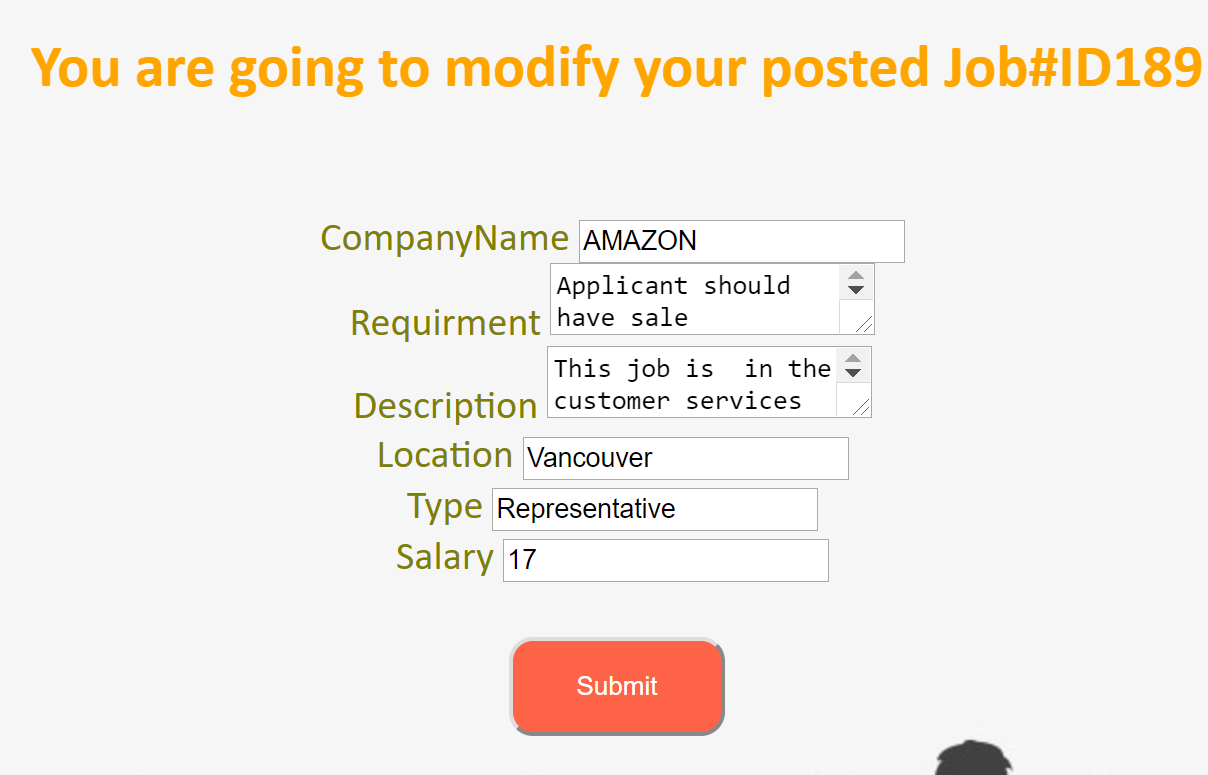 You are going to modify your posted Job#ID189
CompanyName AMAZON
Requirment Applicant should
have sale
Description This job is  in the
customer services
Location Vancouver
Type Representative
Salary 17
Submit